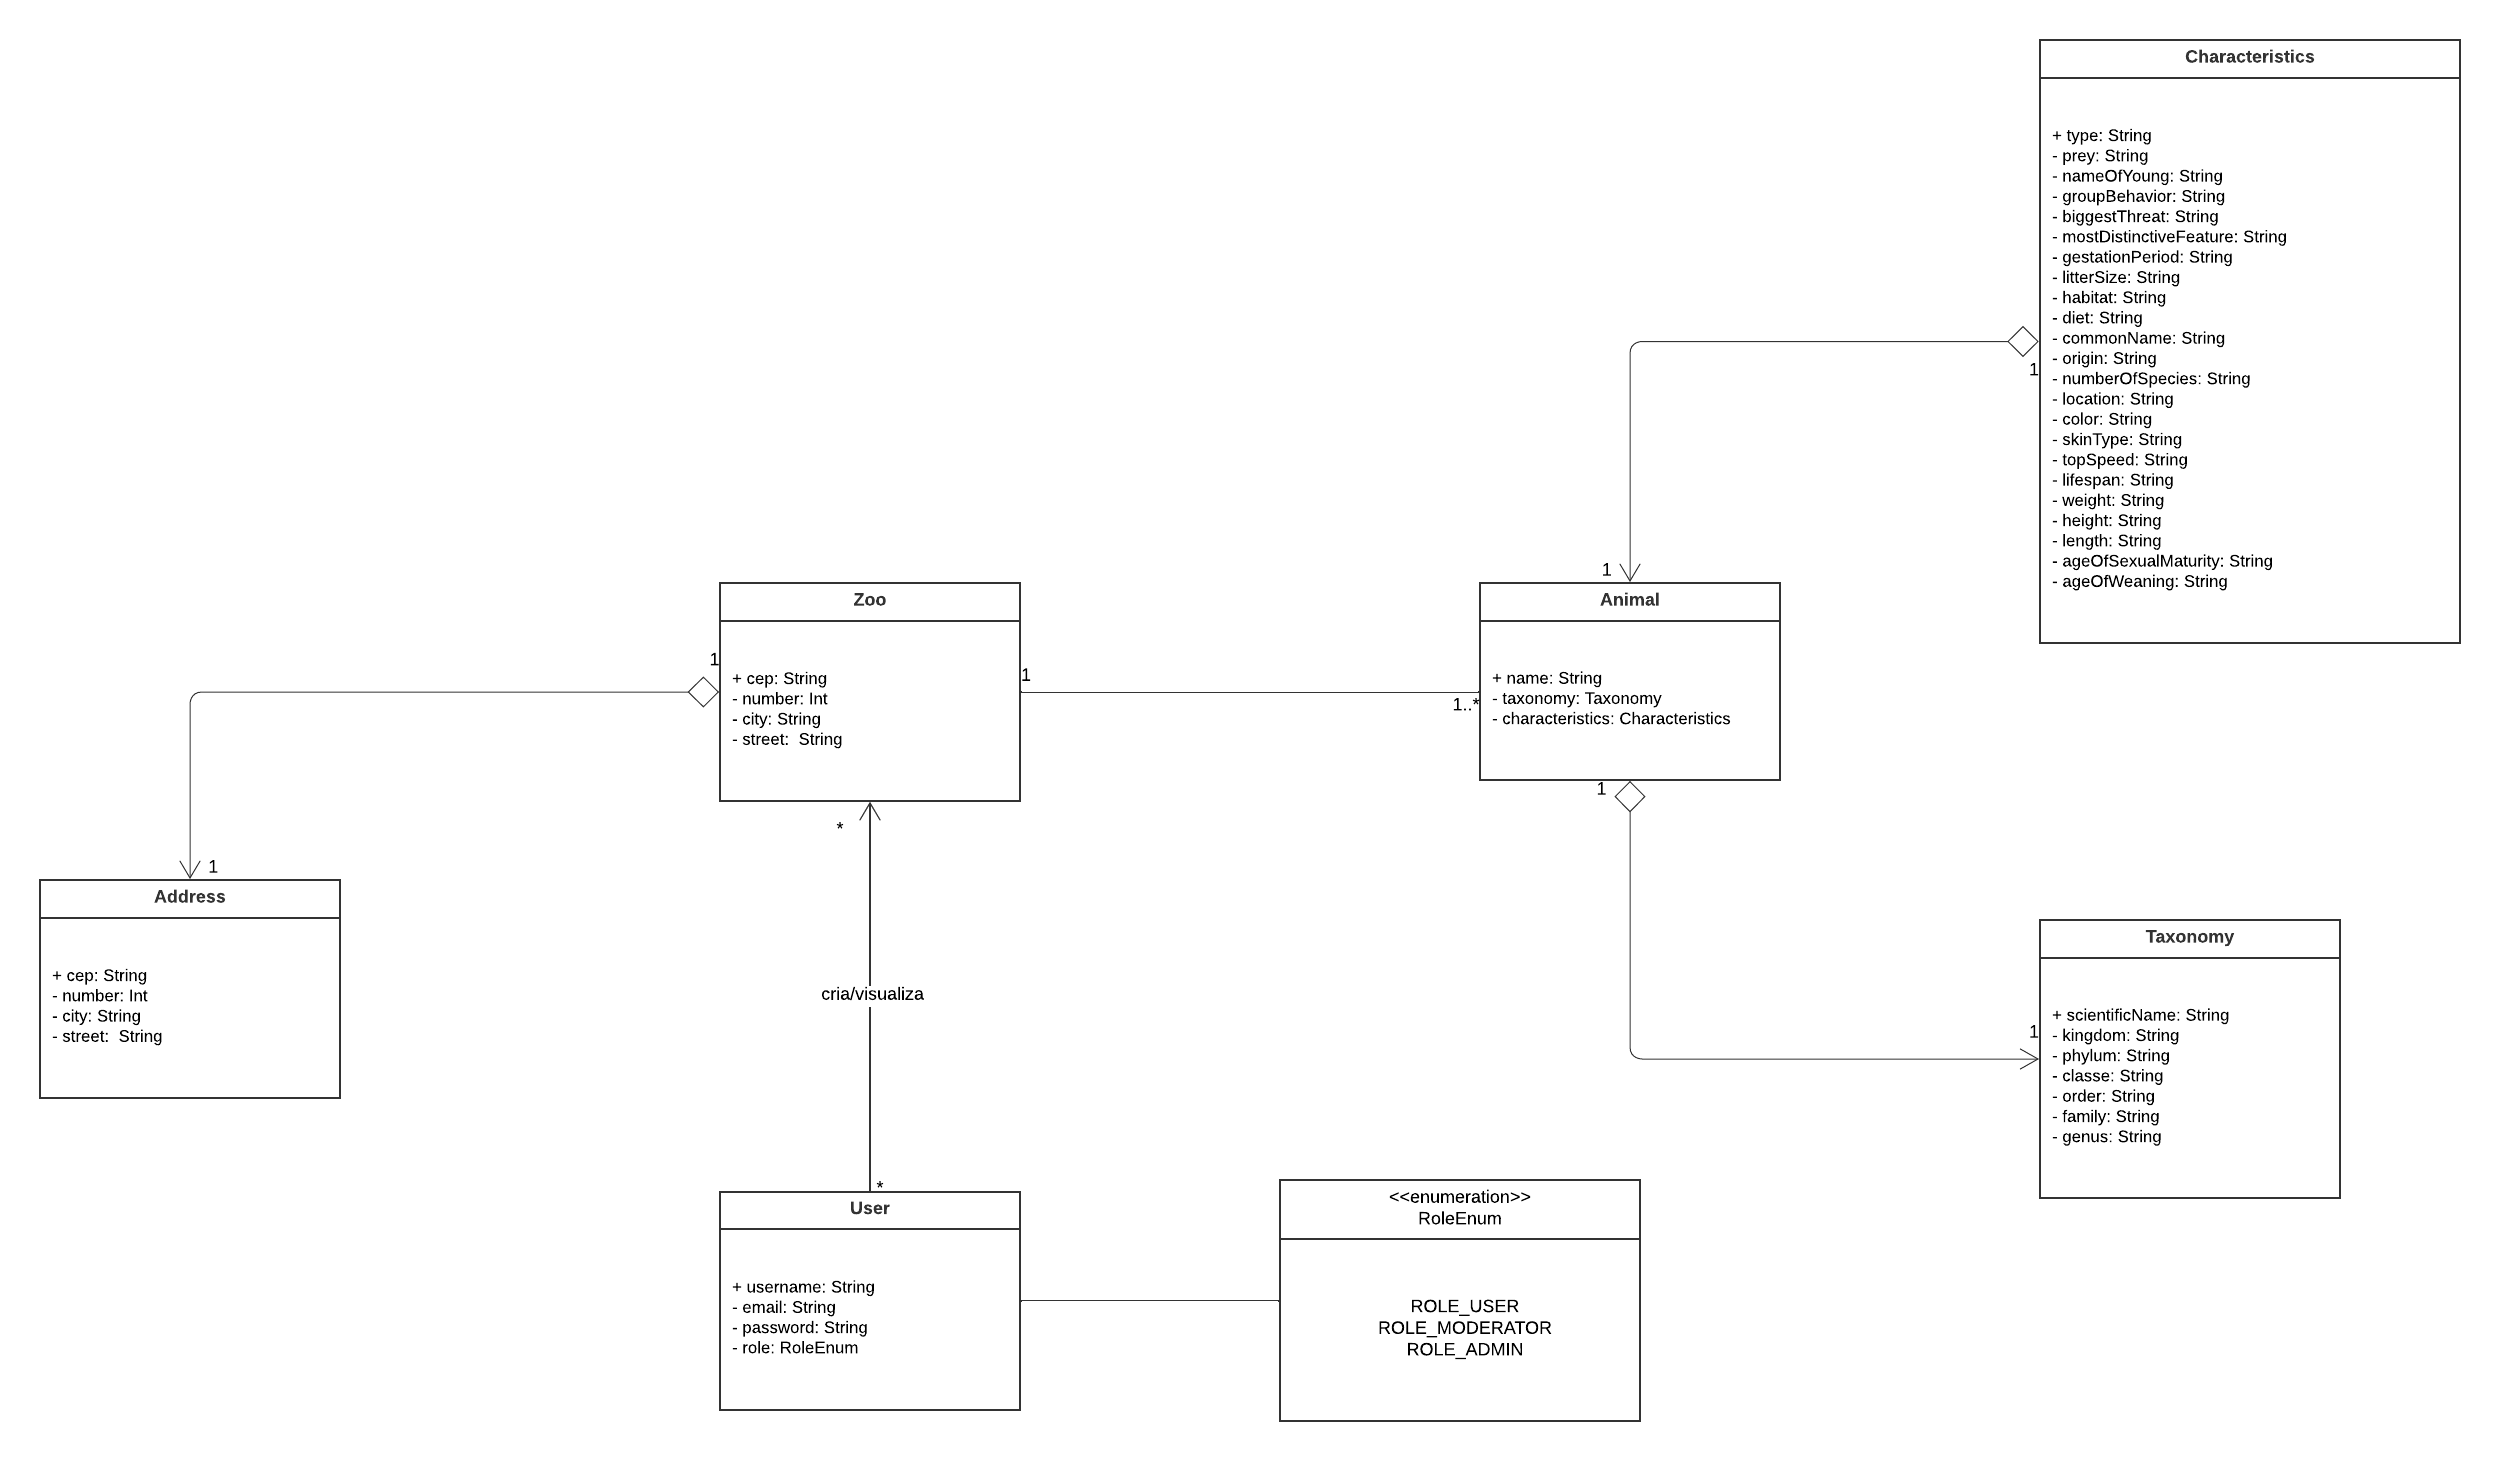 Characteristics
+ type: String
- prey: String
- nameOfYoung: String
- groupBehavior: String
- biggestThreat: String
- mostDistinctiveFeature: String
- gestationPeriod: String
- litterSize: String
- habitat: String
- diet: String
- commonName: String
- origin: String
- numberOfSpecies: String
- location: String
- color: String
- skinType: String
- topSpeed: String
- lifespan: String
- weight: String
- height: String
- length: String
- ageOfSexualMaturity: String
- ageOfWeaning: String
1
1
Zoo
+ cep: String
- number: Int
- city: String
- street:  String
1
1
1..*
*
Animal
+ name: String
- taxonomy: Taxonomy
- characteristics: Characteristics
1
1
Address
+ cep: String
- number: Int
- city: String
- street:  String
1
cria/visualiza
Taxonomy
+ scientificName: String
- kingdom: String
- phylum: String
- classe: String
- order: String
- family: String
- genus: String
1
*
User
+ username: String
- email: String
- password: String
- role: RoleEnum
<<enumeration>>
RoleEnum
ROLE_USER
ROLE_MODERATOR
ROLE_ADMIN